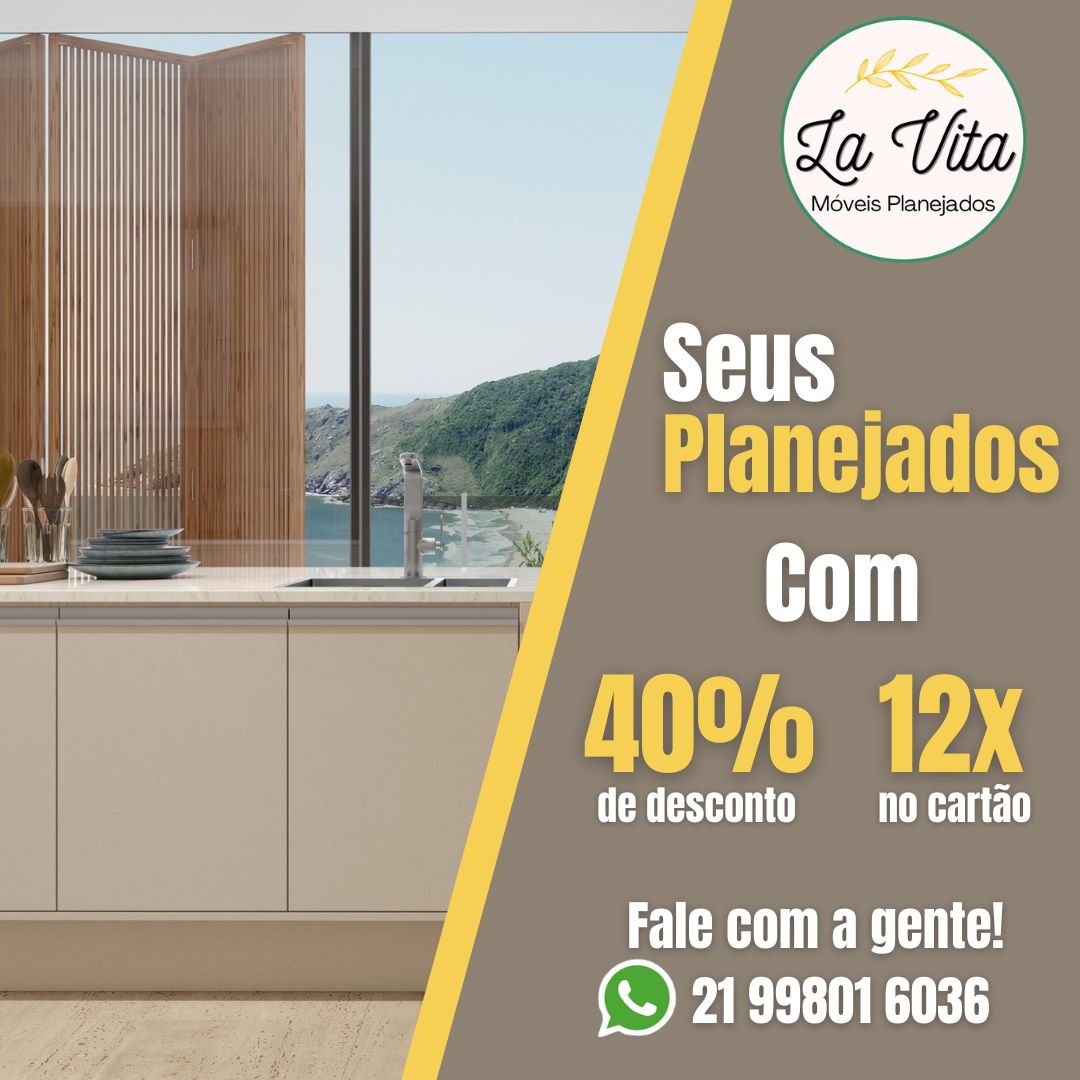 La Vita
Móveis Planejados
Seus
Planejados
Com
40% 12x
de desconto no cartão
Fale com a gente!
21 99801 6036